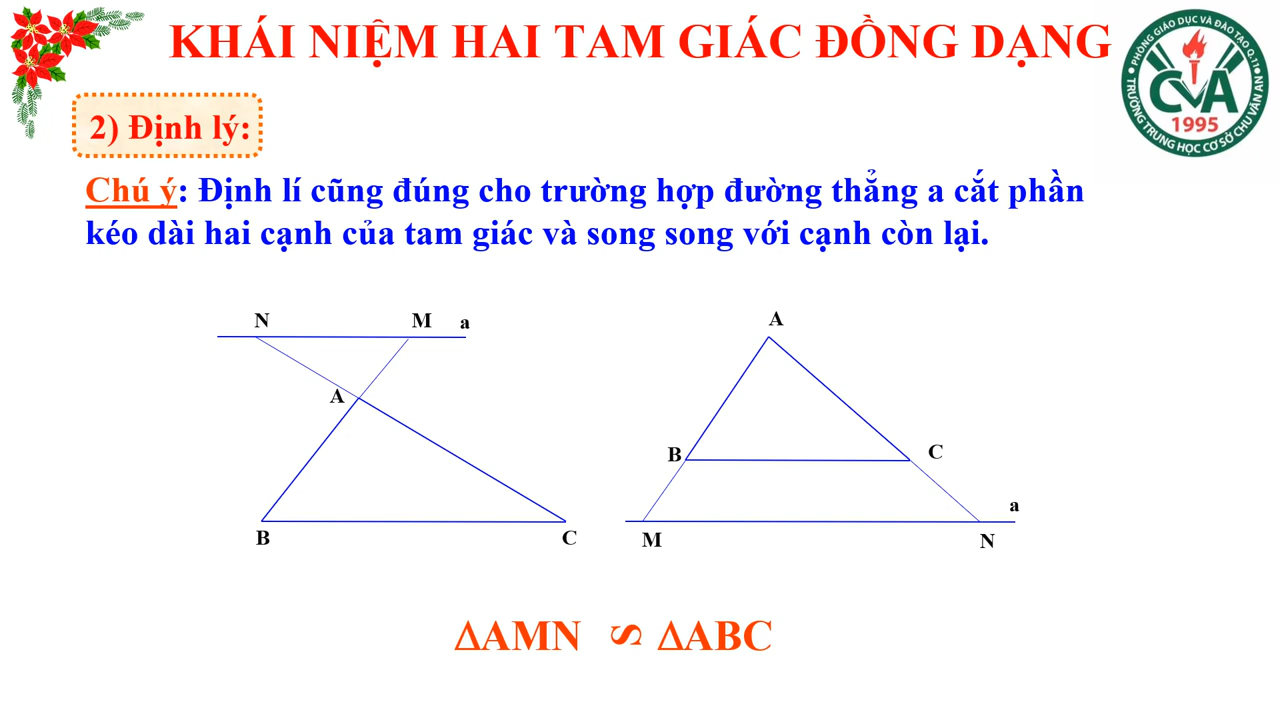 KHÁI NIỆM HAI TAM GIÁC ĐỒNG DẠNG
PHÒNG GIÁO DỤC VÀ ĐÀO TẠO Q.11
CVA
1995
TRƯỜNG TRUNG HỌC CƠ SỞ CHU VĂN AN
2) Định lý:
Chú ý: Định lí cũng đúng cho trường hợp đường thẳng a cắt phần
kéo dài hai cạnh của tam giác và song song với cạnh còn lại.
N M a
A
B C
A
B C
a
M N
ΔAMN ∽ ΔABC